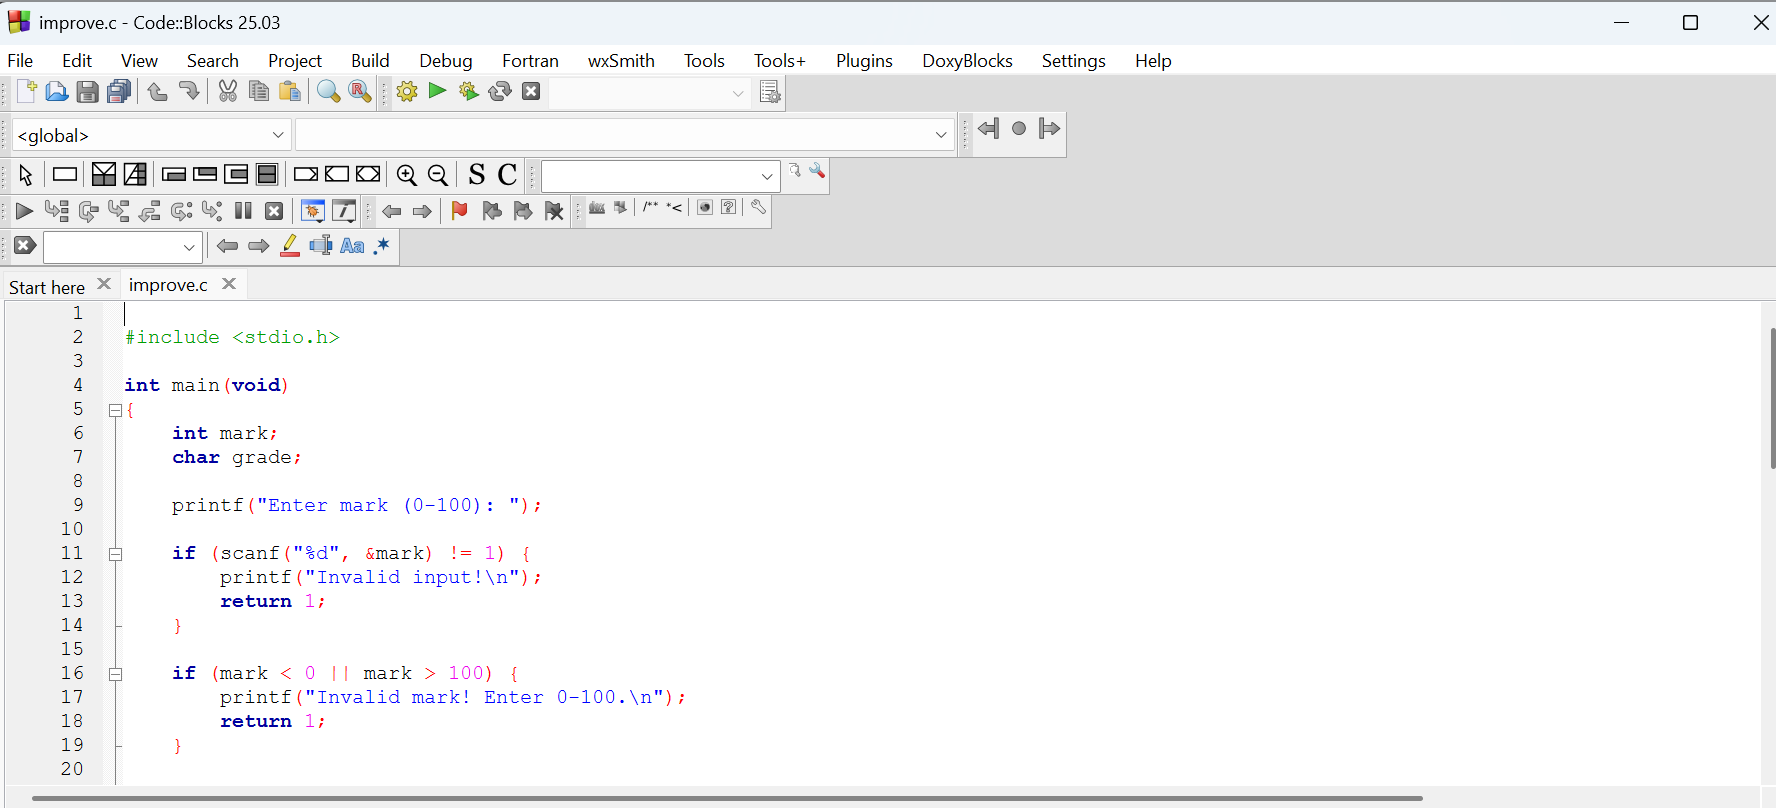 improve.c - Code::Blocks 25.03
File Edit View Search Project Build Debug Fortran wxSmith Tools Tools+ Plugins DoxyBlocks Settings Help
<global>
S C
/** *<
Aa .*
Start here improve.c
1
2 #include <stdio.h>
3
4 int main(void)
5 {
6 int mark;
7 char grade;
8
9 printf("Enter mark (0-100): ");
10
11 if (scanf("%d", &mark) != 1) {
12 printf("Invalid input!\n");
13 return 1;
14 }
15
16 if (mark < 0 || mark > 100) {
17 printf("Invalid mark! Enter 0-100.\n");
18 return 1;
19 }
20